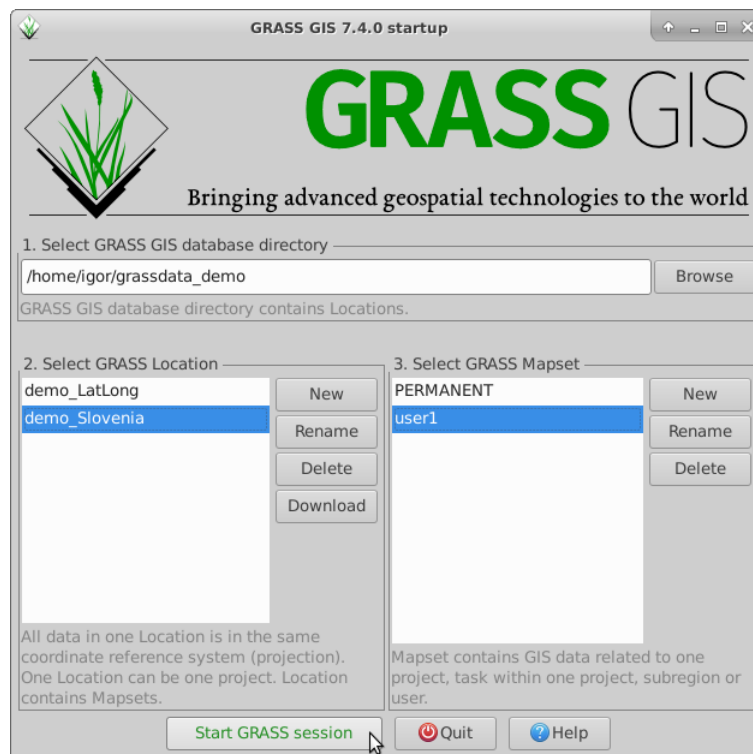 GRASS GIS 7.4.0 startup
GRASS GIS
Bringing advanced geospatial technologies to the world
1. Select GRASS GIS database directory
/home/igor/grassdata_demo
Browse
GRASS GIS database directory contains Locations.
2. Select GRASS Location
demo_LatLong
demo_Slovenia
New
Rename
Delete
Download
All data in one Location is in the same
coordinate reference system (projection).
One Location can be one project. Location
contains Mapsets.
3. Select GRASS Mapset
PERMANENT
user1
New
Rename
Delete
Mapset contains GIS data related to one
project, task within one project, subregion or
user.
Start GRASS session
Quit
Help